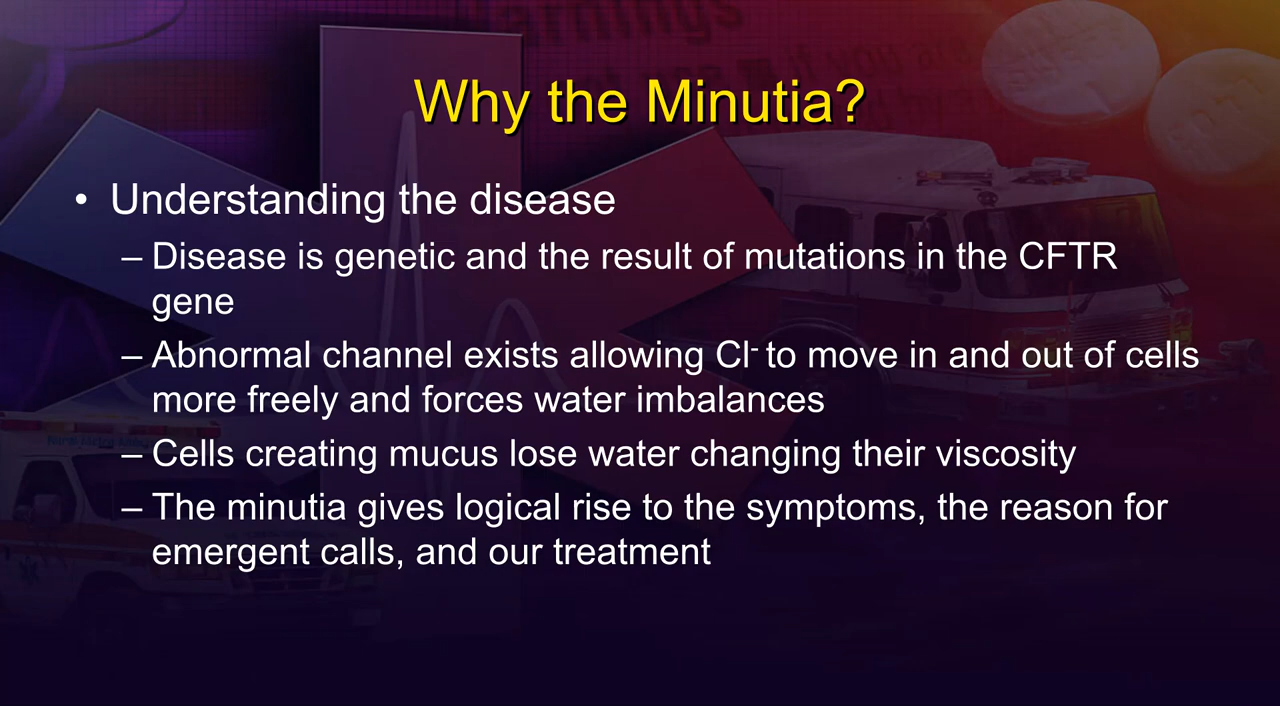 Why the Minutia?
• Understanding the disease
– Disease is genetic and the result of mutations in the CFTR
gene
– Abnormal channel exists allowing Cl- to move in and out of cells
more freely and forces water imbalances
– Cells creating mucus lose water changing their viscosity
– The minutia gives logical rise to the symptoms, the reason for
emergent calls, and our treatment